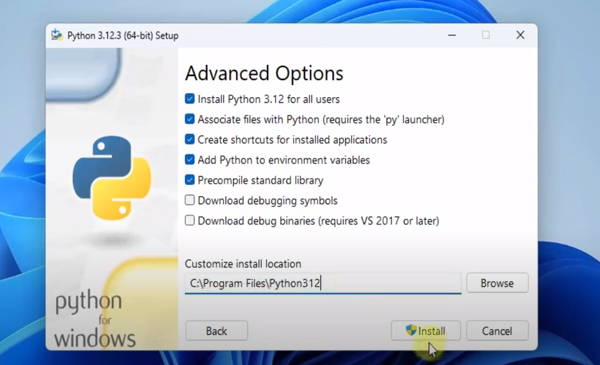 Python 3.12.3 (64-bit) Setup
Advanced Options
Install Python 3.12 for all users
Associate files with Python (requires the 'py' launcher)
Create shortcuts for installed applications
Add Python to environment variables
Precompile standard library
Download debugging symbols
Download debug binaries (requires VS 2017 or later)
Customize install location
C:\Program Files\Python312
Browse
python
for
windows
Back
Install
Cancel